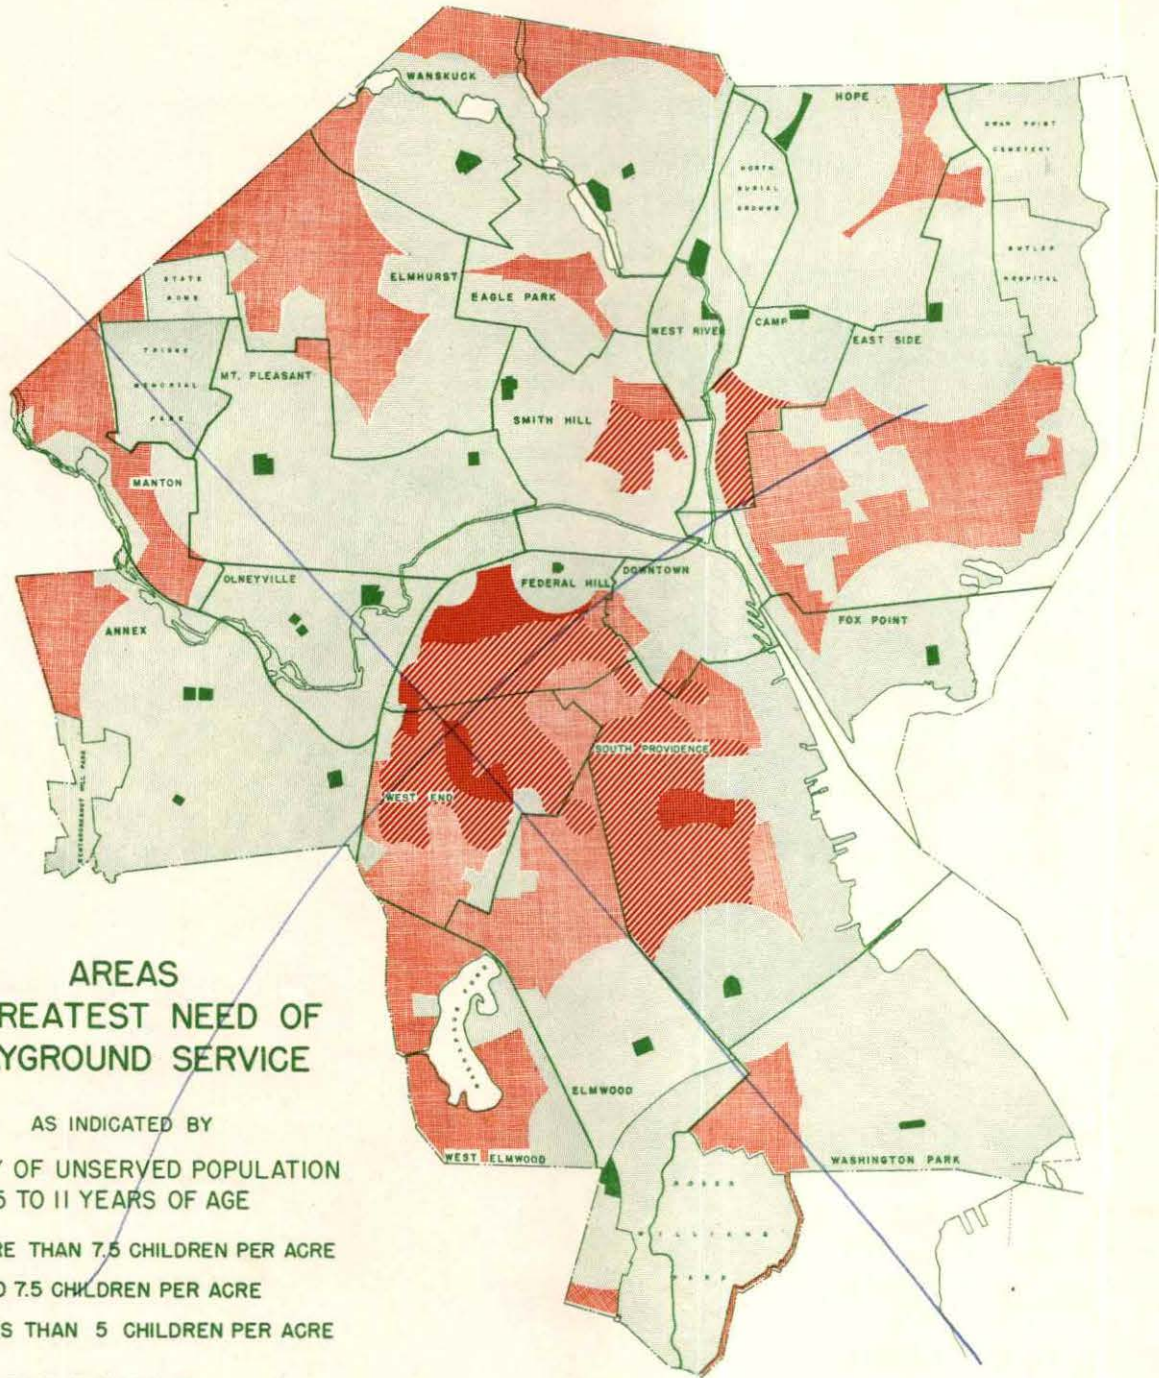 WANSKUCK
HOPE
SWAN POINT
CEMETERY
NORTH
BURIAL
GROUND
BUTLER
HOSPITAL
STATE
HOME
ELMHURST
EAGLE PARK
WEST RIVER
CAMP
EAST SIDE
TRIGGS
MEMORIAL
PARK
MT. PLEASANT
SMITH HILL
MANTON
OLNEYVILLE
FEDERAL HILL
DOWNTOWN
FOX POINT
ANNEX
SOUTH PROVIDENCE
WEST END
NEUTACONKANUT HILL PARK
ELMWOOD
WEST ELMWOOD
WASHINGTON PARK
ROGER
WILLIAMS
PARK
AREAS
REATEST NEED OF
YGROUND SERVICE
AS INDICATED BY
Y OF UNSERVED POPULATION
5 TO 11 YEARS OF AGE
RE THAN 7.5 CHILDREN PER ACRE
O 7.5 CHILDREN PER ACRE
S THAN 5 CHILDREN PER ACRE